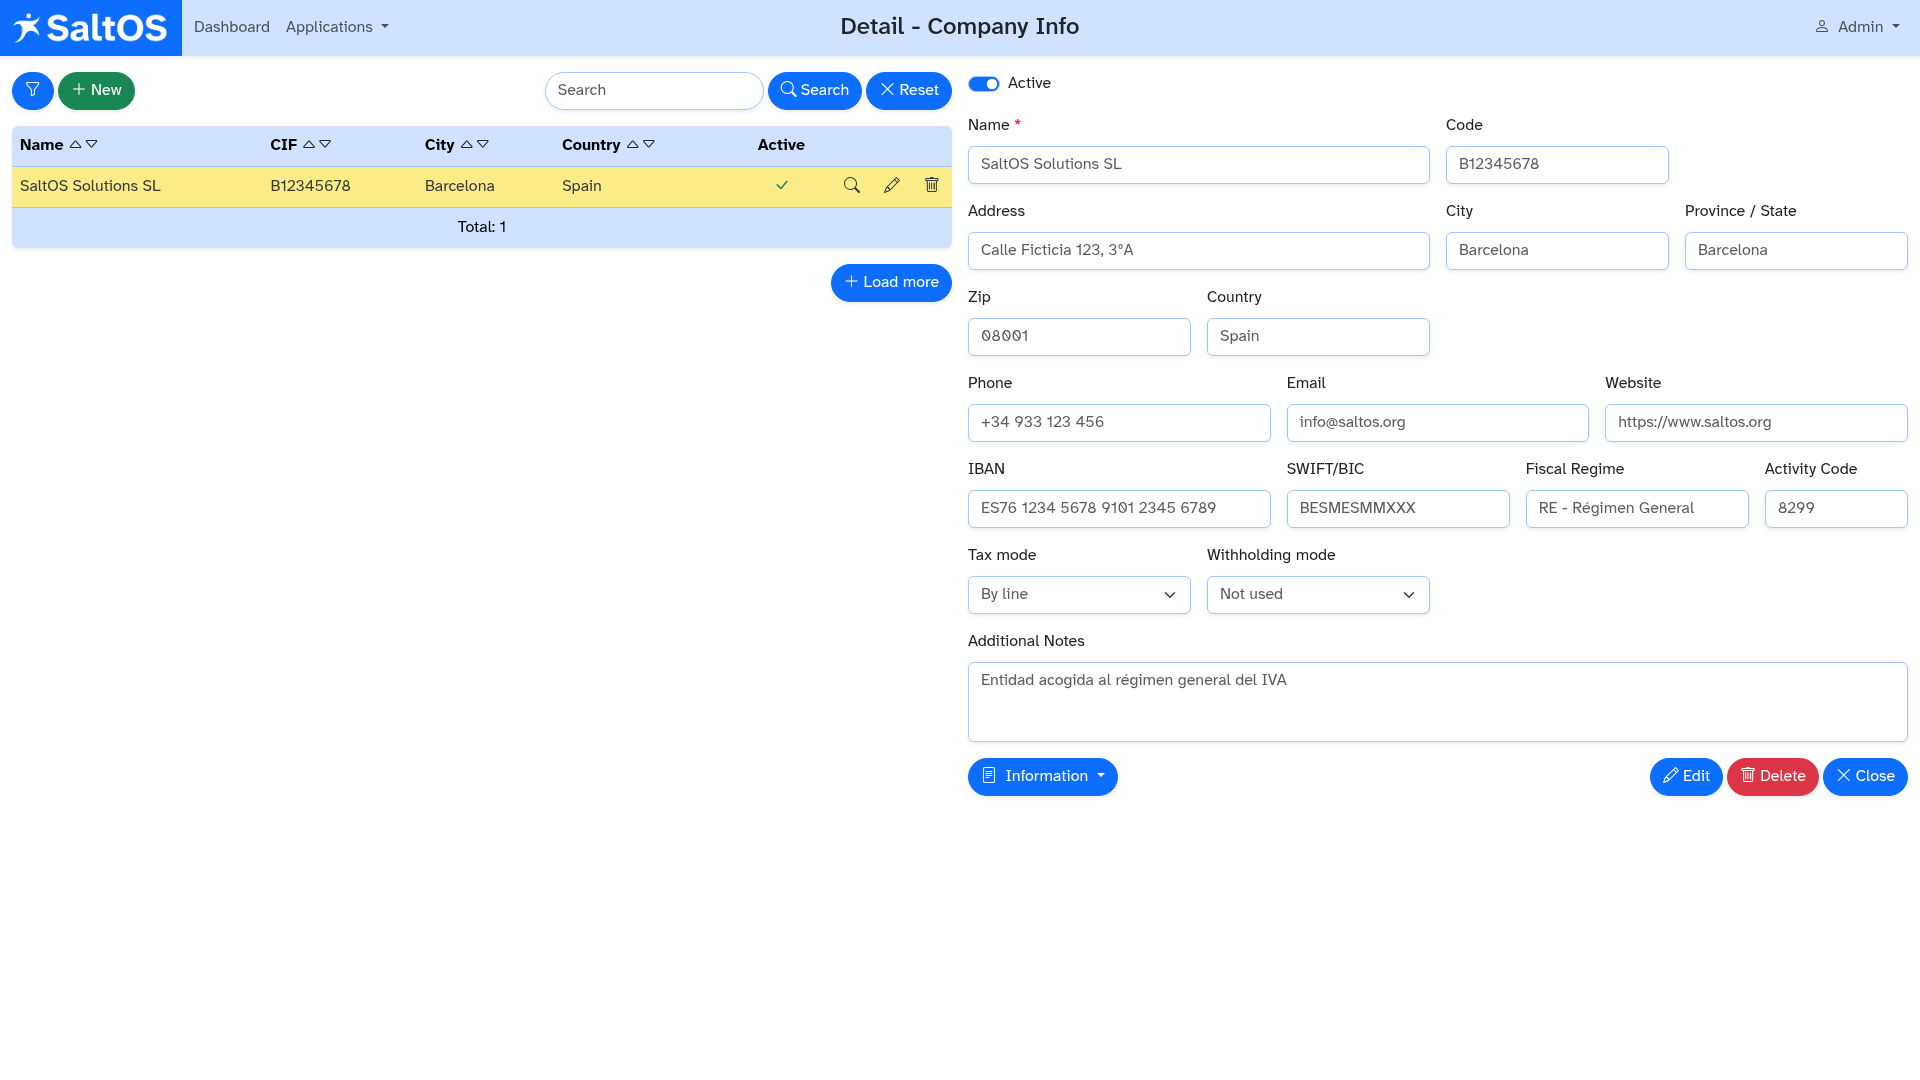 SaltOS Dashboard Applications Detail - Company Info Admin
New Search Search Reset
Name CIF City Country Active
SaltOS Solutions SL B12345678 Barcelona Spain
Total: 1
Load more
Active
Name * Code
SaltOS Solutions SL B12345678
Address City Province / State
Calle Ficticia 123, 3ºA Barcelona Barcelona
Zip Country
08001 Spain
Phone Email Website
+34 933 123 456 info@saltos.org https://www.saltos.org
IBAN SWIFT/BIC Fiscal Regime Activity Code
ES76 1234 5678 9101 2345 6789 BESMESMMXXX RE - Régimen General 8299
Tax mode Withholding mode
By line Not used
Additional Notes
Entidad acogida al régimen general del IVA
Information Edit Delete Close